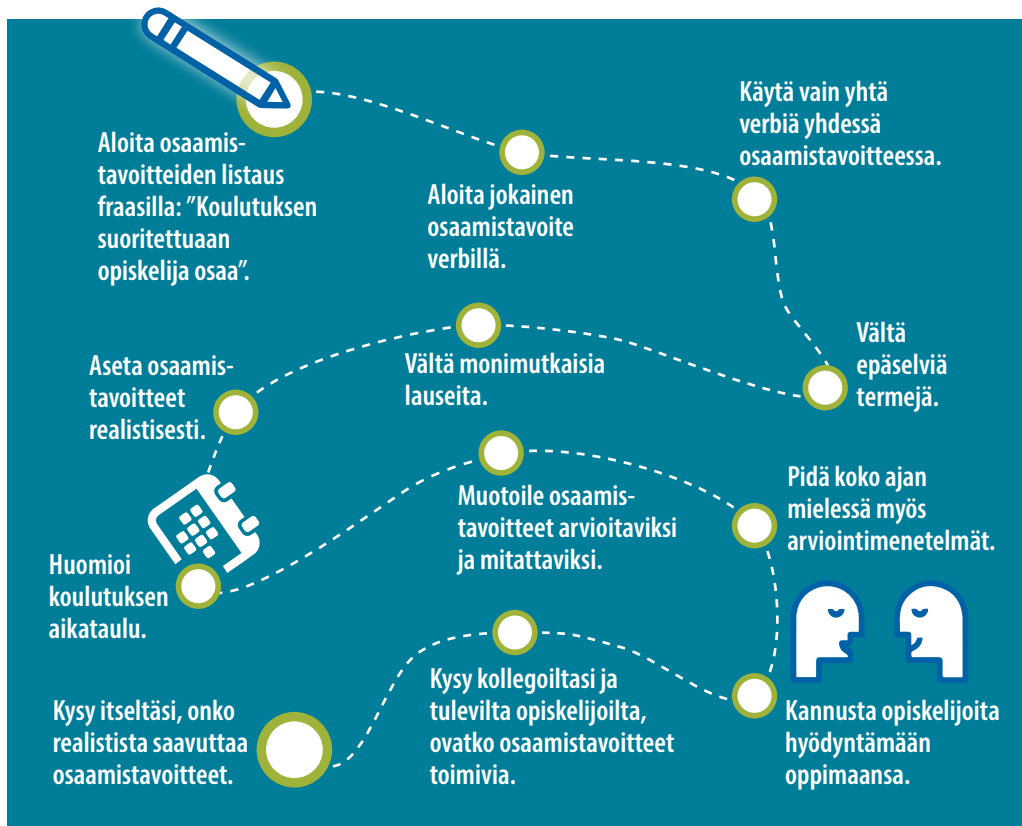 Aloita osaamis-
tavoitteiden listaus
fraasilla: ”Koulutuksen
suoritettuaan
opiskelija osaa”.
Aloita jokainen
osaamistavoite
verbillä.
Käytä vain yhtä
verbiä yhdessä
osaamistavoitteessa.
Vältä
epäselviä
termejä.
Vältä monimutkaisia
lauseita.
Aseta osaamis-
tavoitteet
realistisesti.
Huomioi
koulutuksen
aikataulu.
Muotoile osaamis-
tavoitteet arvioitaviksi
ja mitattaviksi.
Pidä koko ajan
mielessä myös
arviointimenetelmät.
Kannusta opiskelijoita
hyödyntämään
oppimaansa.
Kysy kollegoiltasi ja
tulevilta opiskelijoilta,
ovatko osaamistavoitteet
toimivia.
Kysy itseltäsi, onko
realistista saavuttaa
osaamistavoitteet.